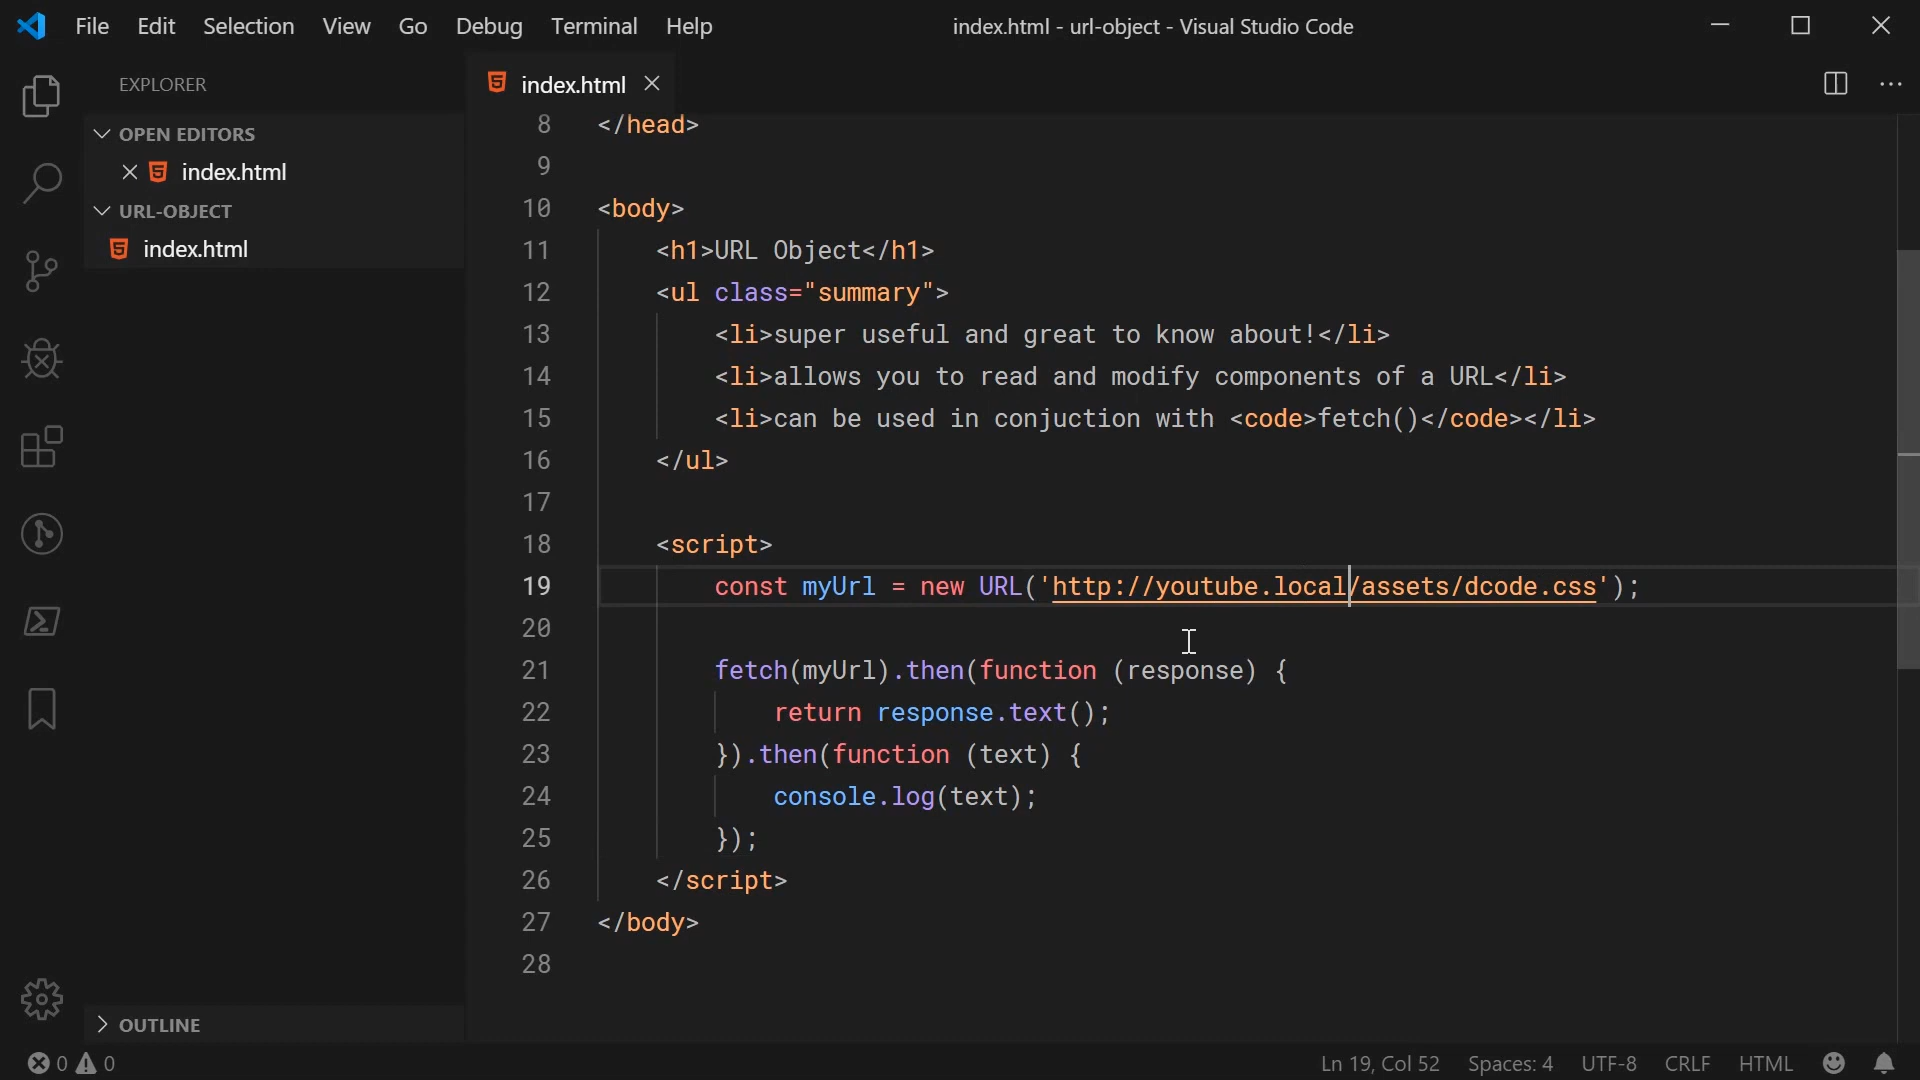 File Edit Selection View Go Debug Terminal Help index.html - url-object - Visual Studio Code
EXPLORER
OPEN EDITORS
index.html
URL-OBJECT
index.html
OUTLINE
index.html
8 </head>
9
10 <body>
11 <h1>URL Object</h1>
12 <ul class="summary">
13 <li>super useful and great to know about!</li>
14 <li>allows you to read and modify components of a URL</li>
15 <li>can be used in conjuction with <code>fetch()</code></li>
16 </ul>
17
18 <script>
19 const myUrl = new URL('http://youtube.local/assets/dcode.css');
20
21 fetch(myUrl).then(function (response) {
22 return response.text();
23 }).then(function (text) {
24 console.log(text);
25 });
26 </script>
27 </body>
28
0 0 Ln 19, Col 52 Spaces: 4 UTF-8 CRLF HTML